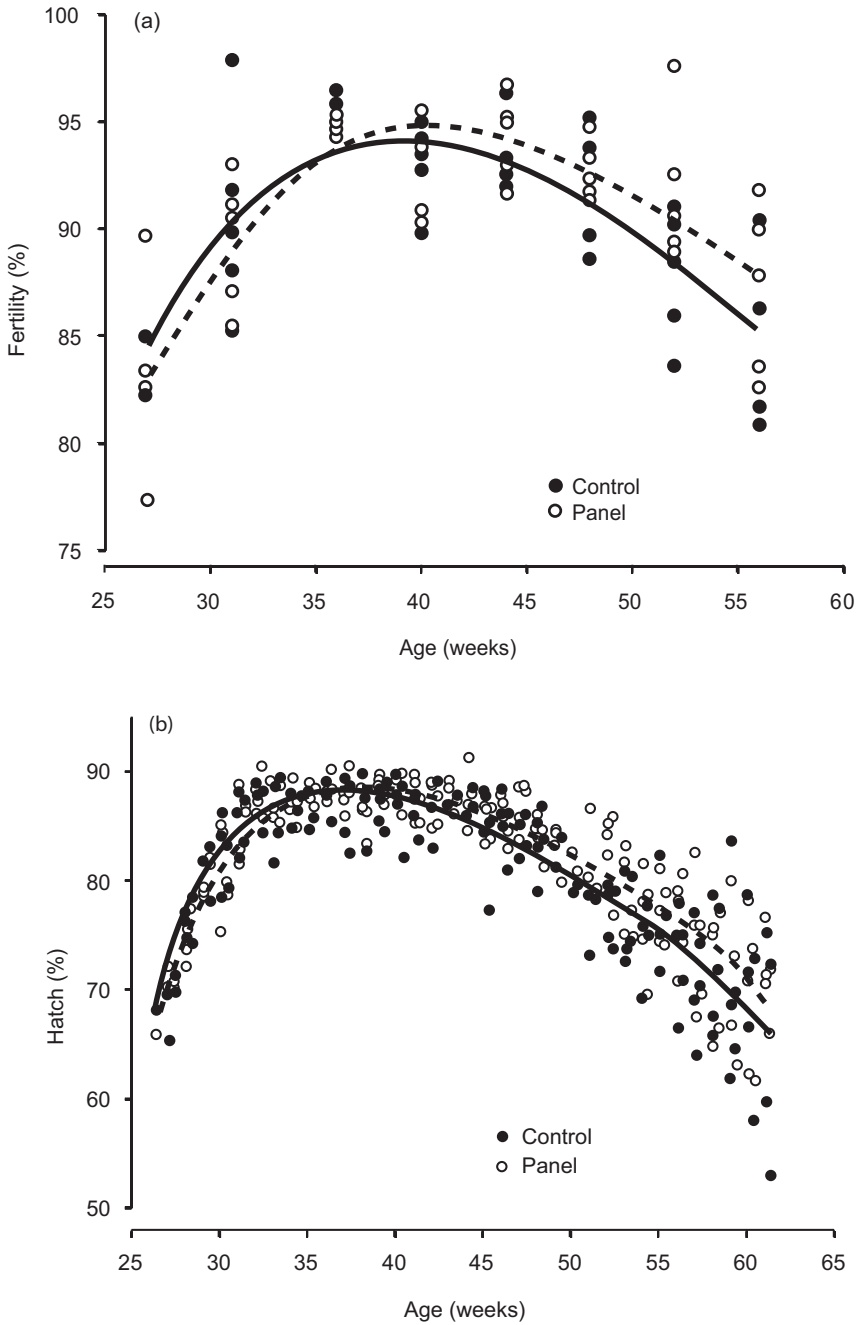 (a)
100
95
90
85
80
75
Fertility (%)
Control
Panel
25 30 35 40 45 50 55 60
Age (weeks)
(b)
90
80
70
60
50
Hatch (%)
Control
Panel
25 30 35 40 45 50 55 60 65
Age (weeks)